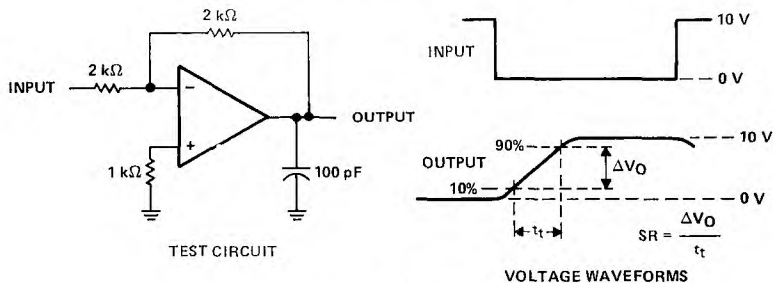 2 kΩ
2 kΩ
INPUT
−
+
OUTPUT
1 kΩ
100 pF
TEST CIRCUIT
10 V
INPUT
0 V
10 V
90%
OUTPUT
ΔVO
10%
0 V
tt
SR = ΔVO
tt
VOLTAGE WAVEFORMS